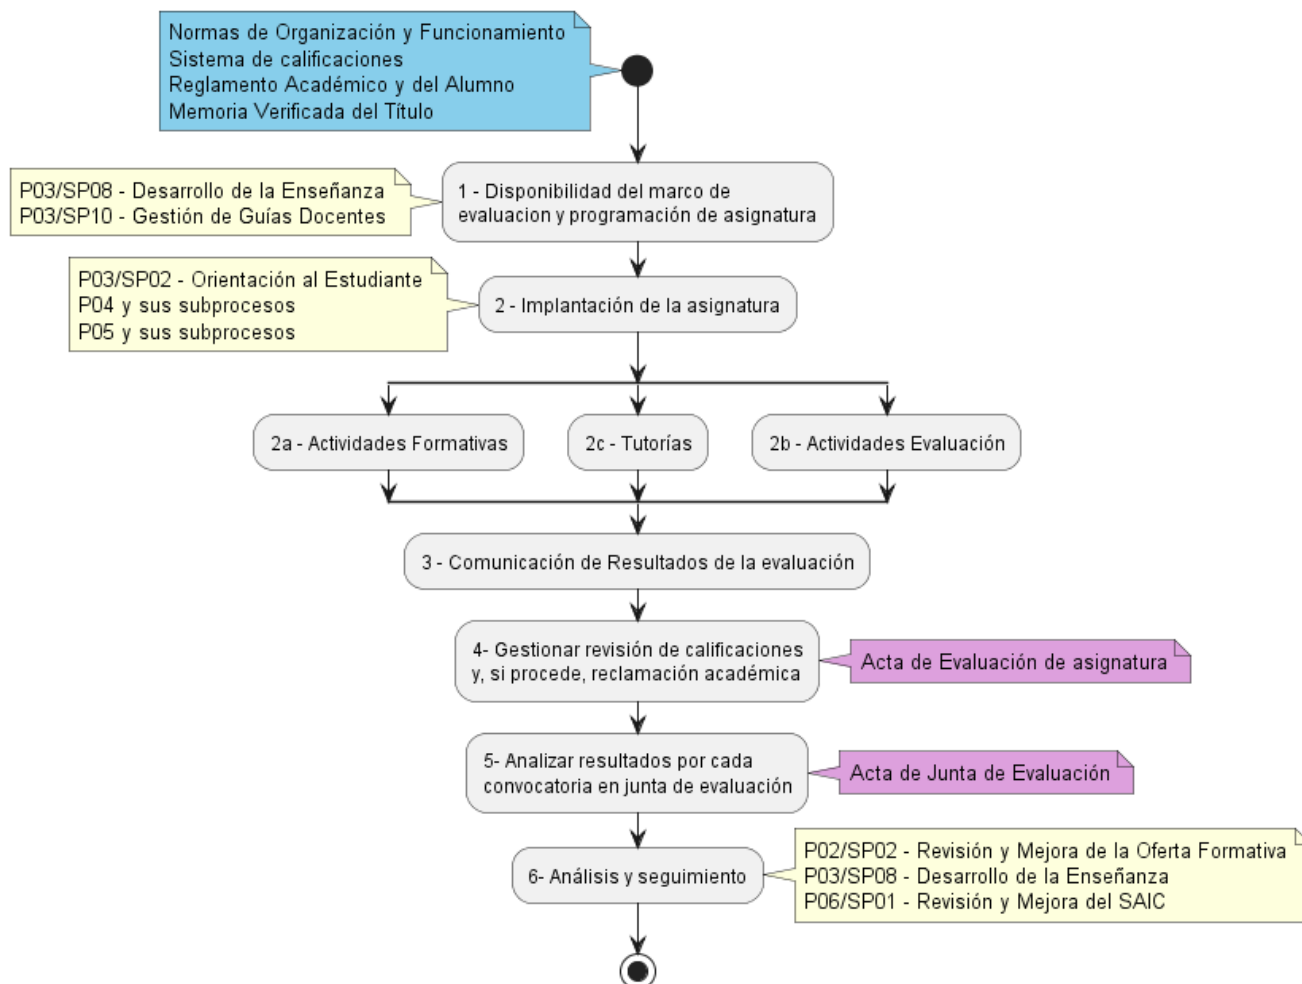 Normas de Organización y Funcionamiento
Sistema de calificaciones
Reglamento Académico y del Alumno
Memoria Verificada del Título
P03/SP08 - Desarrollo de la Enseñanza
P03/SP10 - Gestión de Guías Docentes
1 - Disponibilidad del marco de
evaluacion y programación de asignatura
P03/SP02 - Orientación al Estudiante
P04 y sus subprocesos
P05 y sus subprocesos
2 - Implantación de la asignatura
2a - Actividades Formativas
2c - Tutorías
2b - Actividades Evaluación
3 - Comunicación de Resultados de la evaluación
4- Gestionar revisión de calificaciones
y, si procede, reclamación académica
Acta de Evaluación de asignatura
5- Analizar resultados por cada
convocatoria en junta de evaluación
Acta de Junta de Evaluación
6- Análisis y seguimiento
P02/SP02 - Revisión y Mejora de la Oferta Formativa
P03/SP08 - Desarrollo de la Enseñanza
P06/SP01 - Revisión y Mejora del SAIC